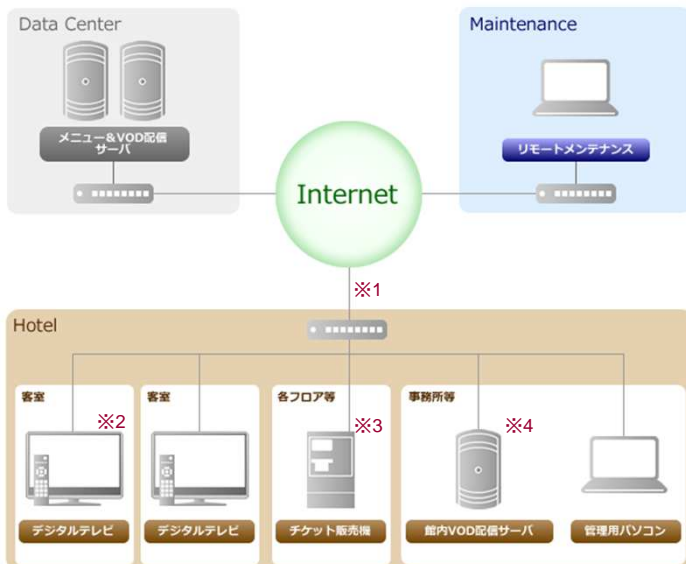 Data Center
メニュー&VOD配信
サーバ
Maintenance
リモートメンテナンス
Internet
※1
Hotel
客室
※2
デジタルテレビ
客室
デジタルテレビ
各フロア等
※3
チケット販売機
事務所等
※4
館内VOD配信サーバ
管理用パソコン